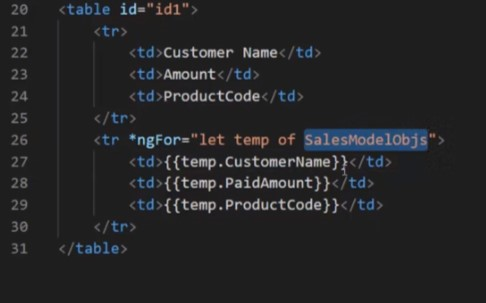 20 <table id="id1">
21 <tr>
22 <td>Customer Name</td>
23 <td>Amount</td>
24 <td>ProductCode</td>
25 </tr>
26 <tr *ngFor="let temp of SalesModelObjs">
27 <td>{{temp.CustomerName}}</td>
28 <td>{{temp.PaidAmount}}</td>
29 <td>{{temp.ProductCode}}</td>
30 </tr>
31 </table>